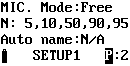 MIC. Mode:Free
N: 5,10,50,90,95
Auto name:N/A
SETUP1 P:2